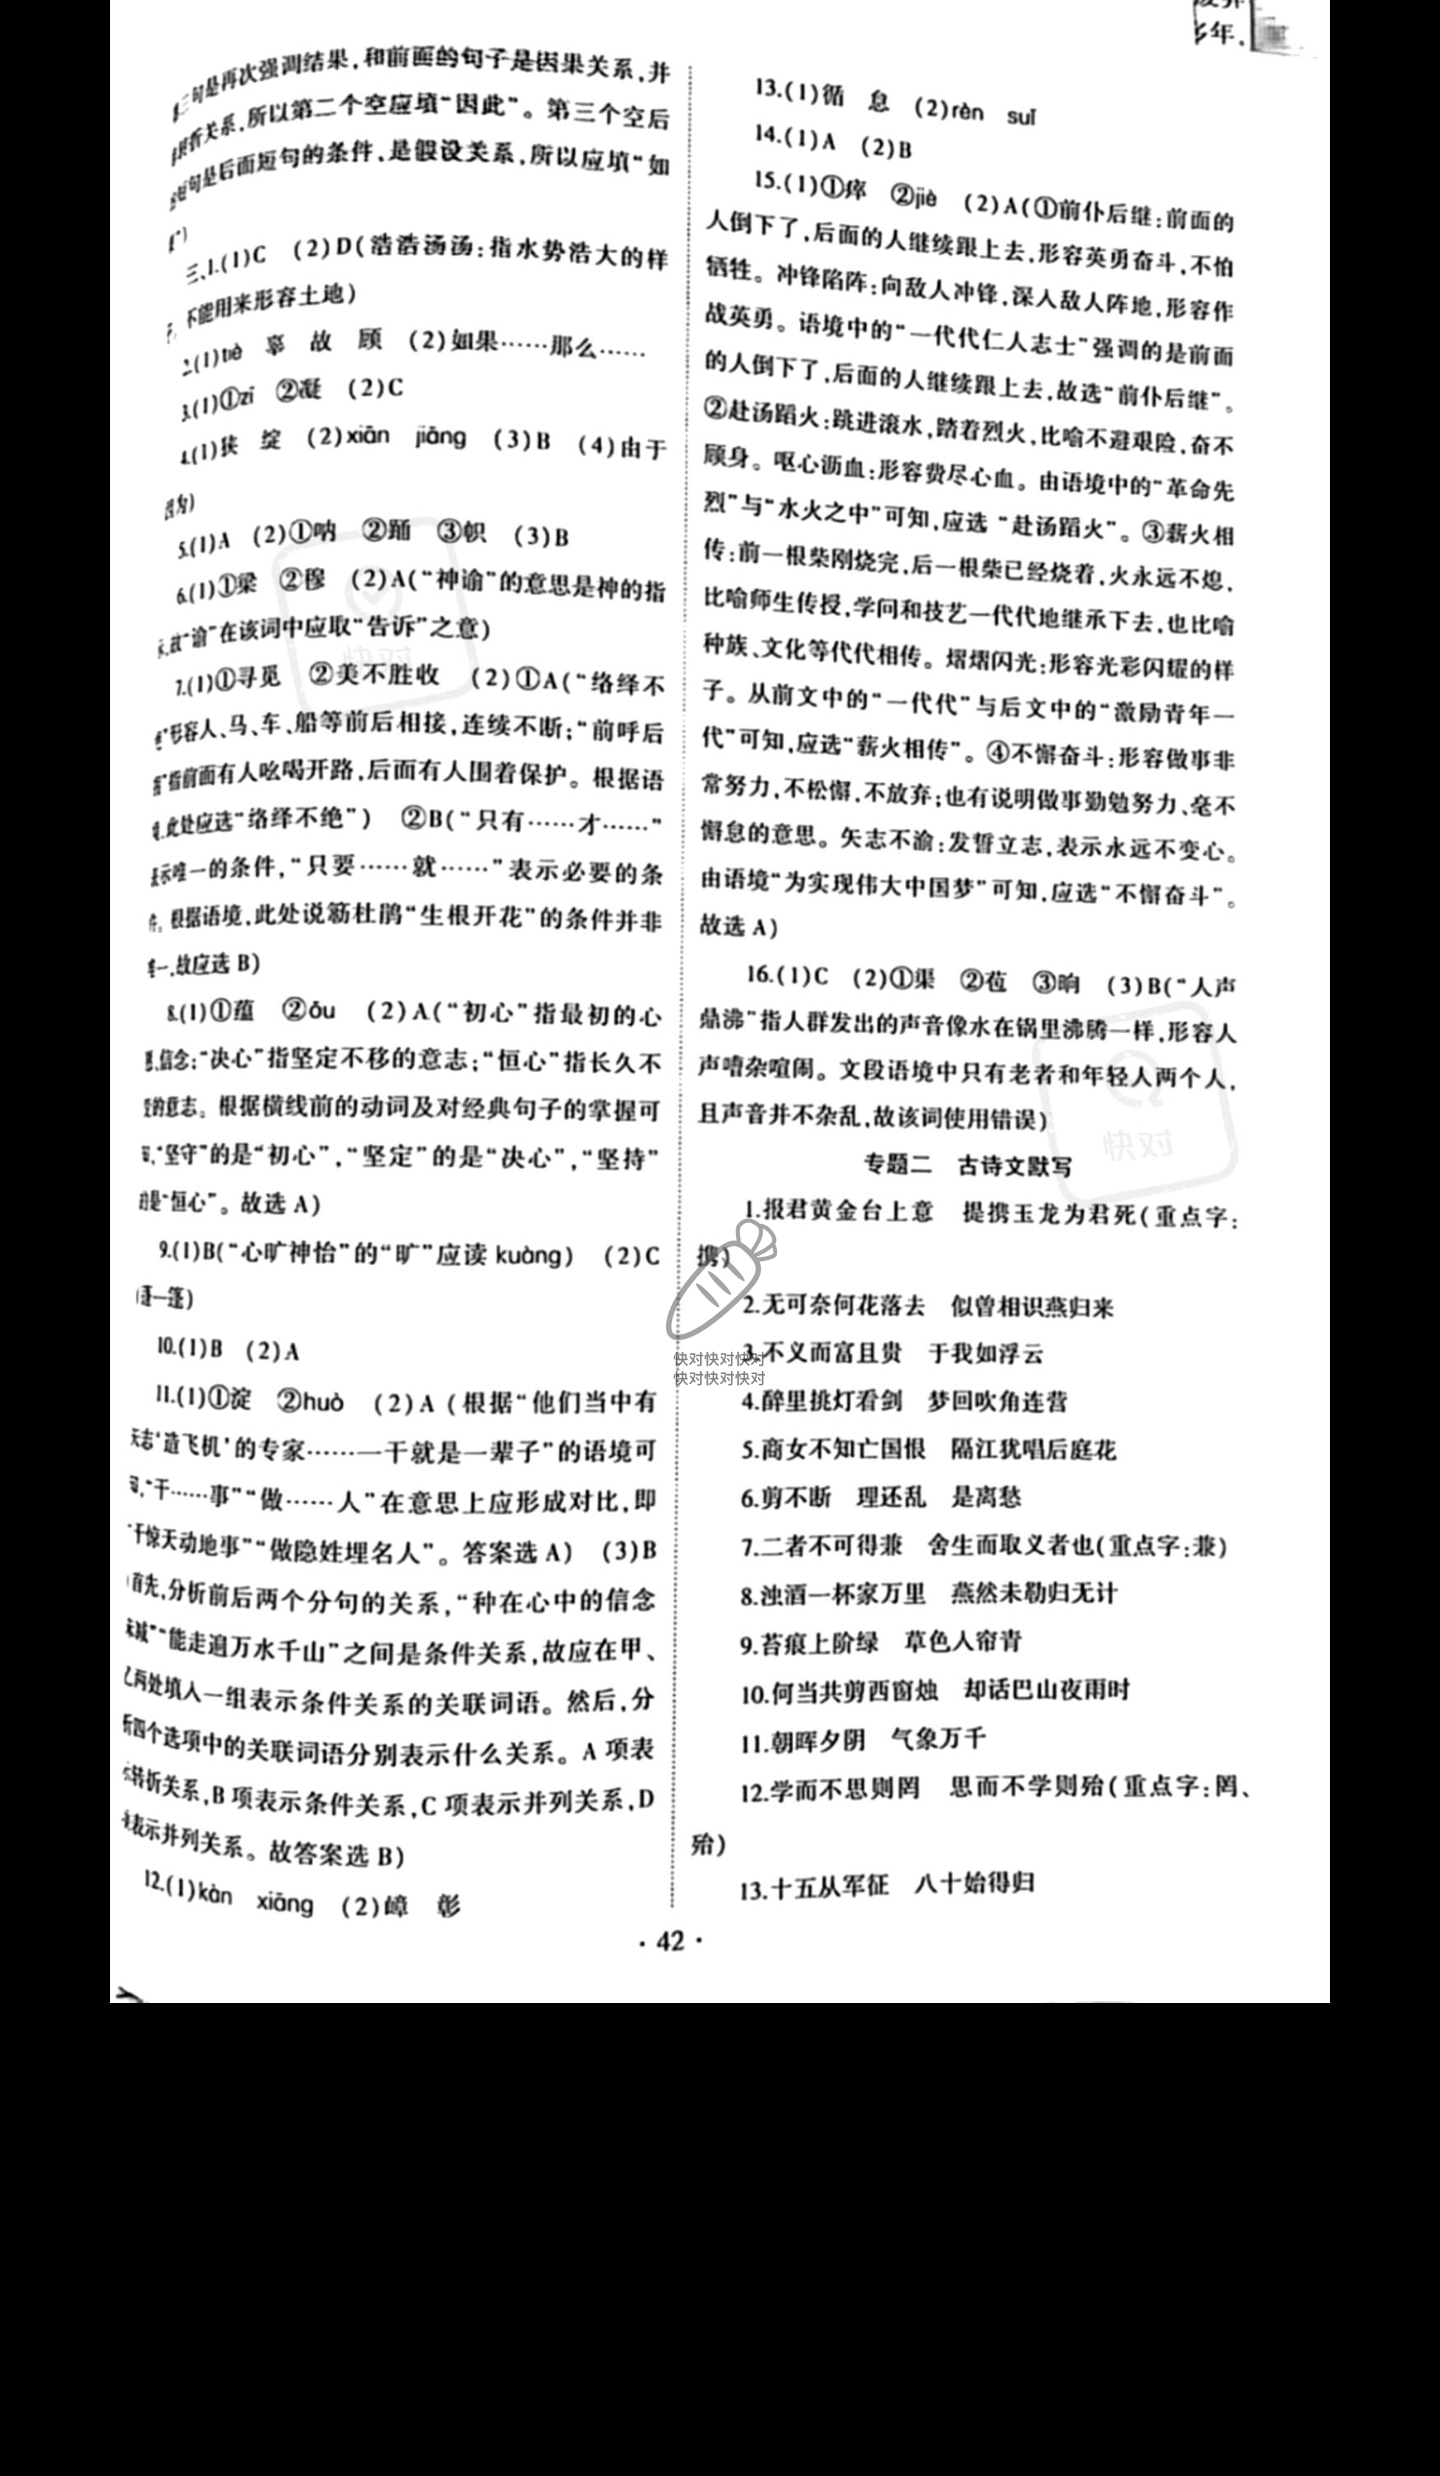 句是再次强调结果,和前面的句子是因果关系,并
折关系,所以第二个空应填“因此”。第三个空后
句是后面短句的条件,是假设关系,所以应填“如
”)
三、1.(1)C (2)D(浩浩汤汤:指水势浩大的样
不能用来形容土地)
2.(1)tiě 辜 故 顾 (2)如果……那么……
3.(1)①zī ②凝 (2)C
4.(1)狭 绽 (2)xiān jiāng (3)B (4)由于
因为)
5.(1)A (2)①呐 ②踊 ③帜 (3)B
6.(1)①梁 ②穆 (2)A(“神谕”的意思是神的指
示,故“谕”在该词中应取“告诉”之意)
7.(1)①寻觅 ②美不胜收 (2)①A(“络绎不
绝”形容人、马、车、船等前后相接,连续不断;“前呼后
拥”指前面有人吆喝开路,后面有人围着保护。根据语
境,此处应选“络绎不绝”) ②B(“只有……才……”
表示唯一的条件,“只要……就……”表示必要的条
件。根据语境,此处说箭杜鹃“生根开花”的条件并非
唯一,故应选 B)
8.(1)①蕴 ②ǒu (2)A(“初心”指最初的心
愿、信念;“决心”指坚定不移的意志;“恒心”指长久不
变的意志。根据横线前的动词及对经典句子的掌握可
知,“坚守”的是“初心”,“坚定”的是“决心”,“坚持”
的是“恒心”。故选 A)
9.(1)B(“心旷神怡”的“旷”应读 kuàng) (2)C
(蓬—篷)
10.(1)B (2)A
11.(1)①淀 ②huò (2)A(根据“他们当中有
矢志‘造飞机’的专家……一干就是一辈子”的语境可
知,“干……事”“做……人”在意思上应形成对比,即
“干惊天动地事”“做隐姓埋名人”。答案选 A) (3)B
(首先,分析前后两个分句的关系,“种在心中的信念
未减”“能走遍万水千山”之间是条件关系,故应在甲、
乙两处填入一组表示条件关系的关联词语。然后,分
析四个选项中的关联词语分别表示什么关系。A 项表
示转折关系,B 项表示条件关系,C 项表示并列关系,D
项表示并列关系。故答案选 B)
12.(1)kàn xiāng (2)嶂 彰
13.(1)循 息 (2)rèn suī
14.(1)A (2)B
15.(1)①瘁 ②jiè (2)A(①前仆后继:前面的
人倒下了,后面的人继续跟上去,形容英勇奋斗,不怕
牺牲。冲锋陷阵:向敌人冲锋,深入敌人阵地,形容作
战英勇。语境中的“一代代仁人志士”强调的是前面
的人倒下了,后面的人继续跟上去,故选“前仆后继”。
②赴汤蹈火:跳进滚水,踏着烈火,比喻不避艰险,奋不
顾身。呕心沥血:形容费尽心血。由语境中的“革命先
烈”与“水火之中”可知,应选“赴汤蹈火”。③薪火相
传:前一根柴刚烧完,后一根柴已经烧着,火永远不熄,
比喻师生传授,学问和技艺一代代地继承下去,也比喻
种族、文化等代代相传。熠熠闪光:形容光彩闪耀的样
子。从前文中的“一代代”与后文中的“激励青年一
代”可知,应选“薪火相传”。④不懈奋斗:形容做事非
常努力,不松懈,不放弃;也有说明做事勤勉努力、毫不
懈怠的意思。矢志不渝:发誓立志,表示永远不变心。
由语境“为实现伟大中国梦”可知,应选“不懈奋斗”。
故选 A)
16.(1)C (2)①渠 ②苞 ③晌 (3)B(“人声
鼎沸”指人群发出的声音像水在锅里沸腾一样,形容人
声嘈杂喧闹。文段语境中只有老者和年轻人两个人,
且声音并不杂乱,故该词使用错误)
专题二 古诗文默写
1.报君黄金台上意 提携玉龙为君死(重点字:
携)
2.无可奈何花落去 似曾相识燕归来
3.不义而富且贵 于我如浮云
4.醉里挑灯看剑 梦回吹角连营
5.商女不知亡国恨 隔江犹唱后庭花
6.剪不断 理还乱 是离愁
7.二者不可得兼 舍生而取义者也(重点字:兼)
8.浊酒一杯家万里 燕然未勒归无计
9.苔痕上阶绿 草色入帘青
10.何当共剪西窗烛 却话巴山夜雨时
11.朝晖夕阴 气象万千
12.学而不思则罔 思而不学则殆(重点字:罔、
殆)
13.十五从军征 八十始得归
· 42 ·
快对
快对
快对快对快对
快对快对快对